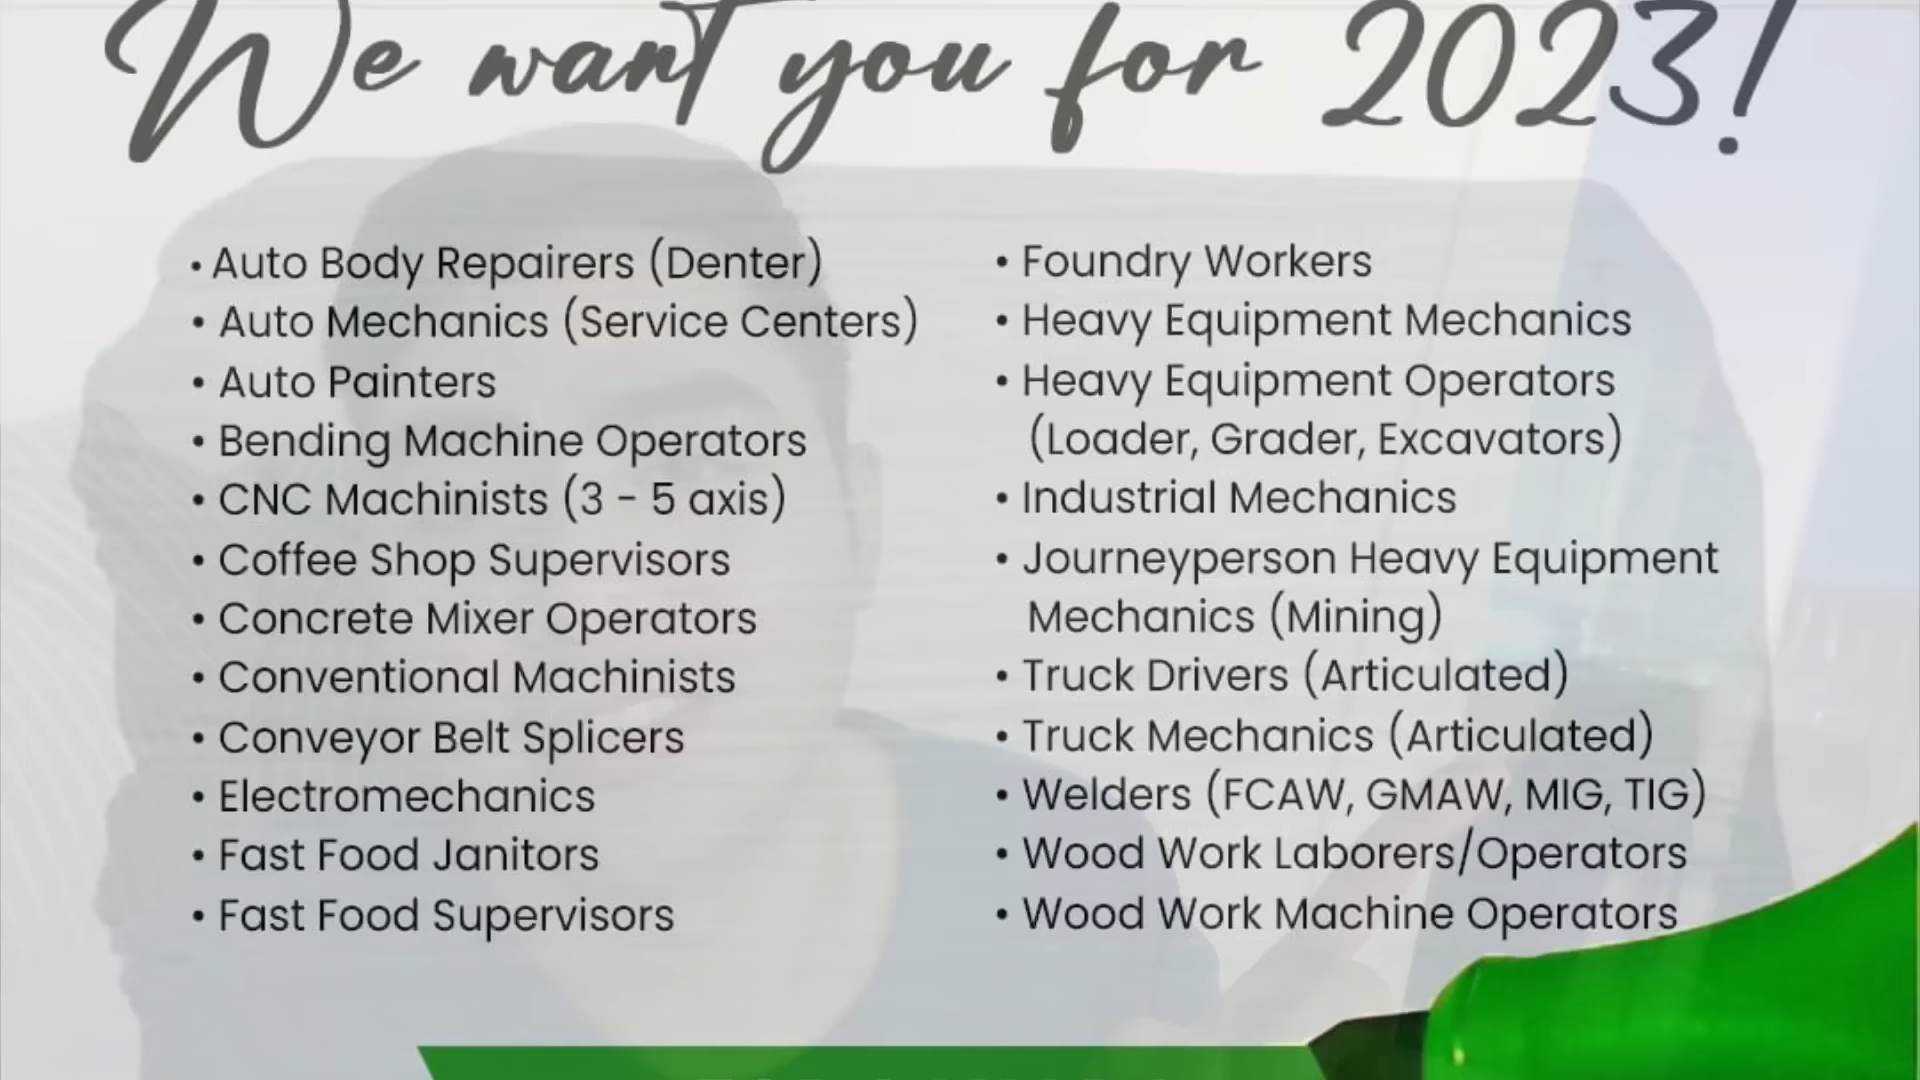 We want you for 2023!
• Auto Body Repairers (Denter)
• Auto Mechanics (Service Centers)
• Auto Painters
• Bending Machine Operators
• CNC Machinists (3 - 5 axis)
• Coffee Shop Supervisors
• Concrete Mixer Operators
• Conventional Machinists
• Conveyor Belt Splicers
• Electromechanics
• Fast Food Janitors
• Fast Food Supervisors
• Foundry Workers
• Heavy Equipment Mechanics
• Heavy Equipment Operators
(Loader, Grader, Excavators)
• Industrial Mechanics
• Journeyperson Heavy Equipment
Mechanics (Mining)
• Truck Drivers (Articulated)
• Truck Mechanics (Articulated)
• Welders (FCAW, GMAW, MIG, TIG)
• Wood Work Laborers/Operators
• Wood Work Machine Operators